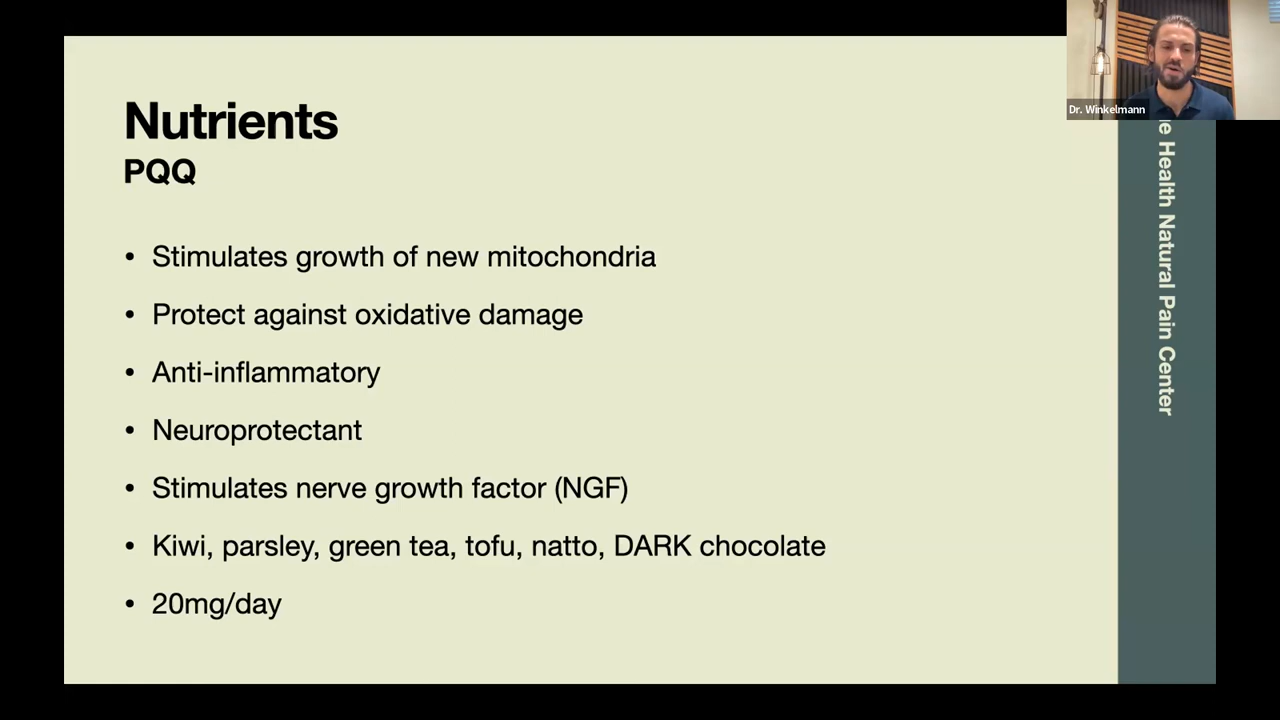 Nutrients
PQQ
• Stimulates growth of new mitochondria
• Protect against oxidative damage
• Anti-inflammatory
• Neuroprotectant
• Stimulates nerve growth factor (NGF)
• Kiwi, parsley, green tea, tofu, natto, DARK chocolate
• 20mg/day
Dr. Winkelmann
Health Natural Pain Center